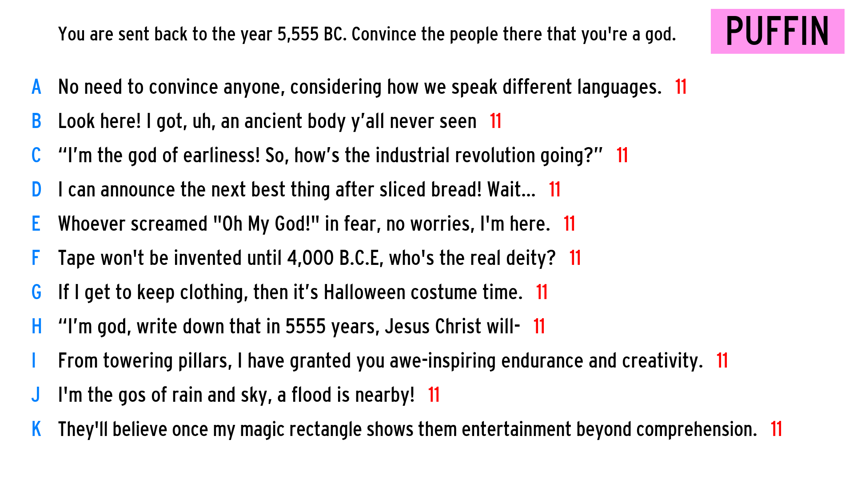 You are sent back to the year 5,555 BC. Convince the people there that you're a god.
PUFFIN
A No need to convince anyone, considering how we speak different languages. 11
B Look here! I got, uh, an ancient body y’all never seen 11
C “I’m the god of earliness! So, how’s the industrial revolution going?” 11
D I can announce the next best thing after sliced bread! Wait... 11
E Whoever screamed "Oh My God!" in fear, no worries, I'm here. 11
F Tape won't be invented until 4,000 B.C.E, who's the real deity? 11
G If I get to keep clothing, then it’s Halloween costume time. 11
H “I’m god, write down that in 5555 years, Jesus Christ will- 11
I From towering pillars, I have granted you awe-inspiring endurance and creativity. 11
J I'm the gos of rain and sky, a flood is nearby! 11
K They'll believe once my magic rectangle shows them entertainment beyond comprehension. 11